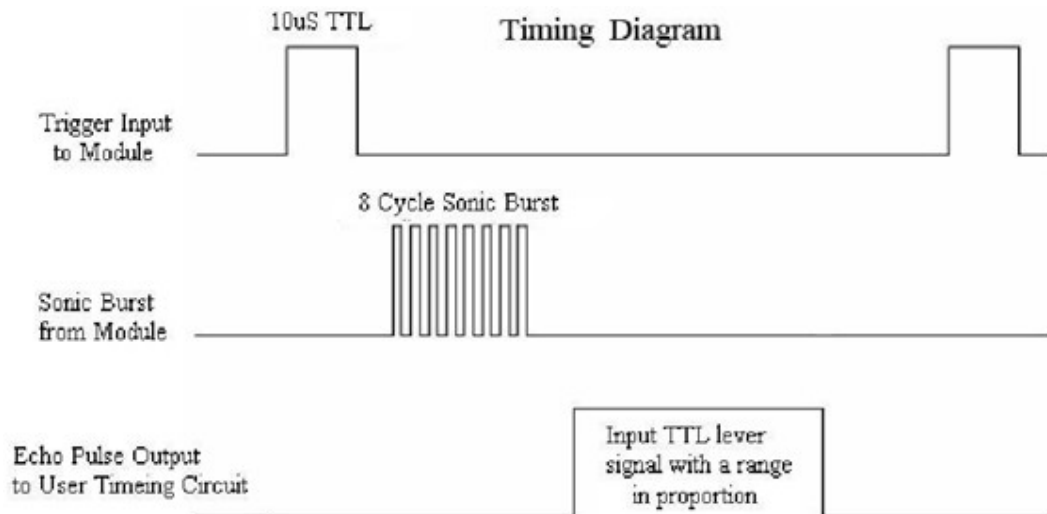 10uS TTL
Timing Diagram
Trigger Input
to Module
8 Cycle Sonic Burst
Sonic Burst
from Module
Echo Pulse Output
to User Timeing Circuit
Input TTL lever
signal with a range
in proportion